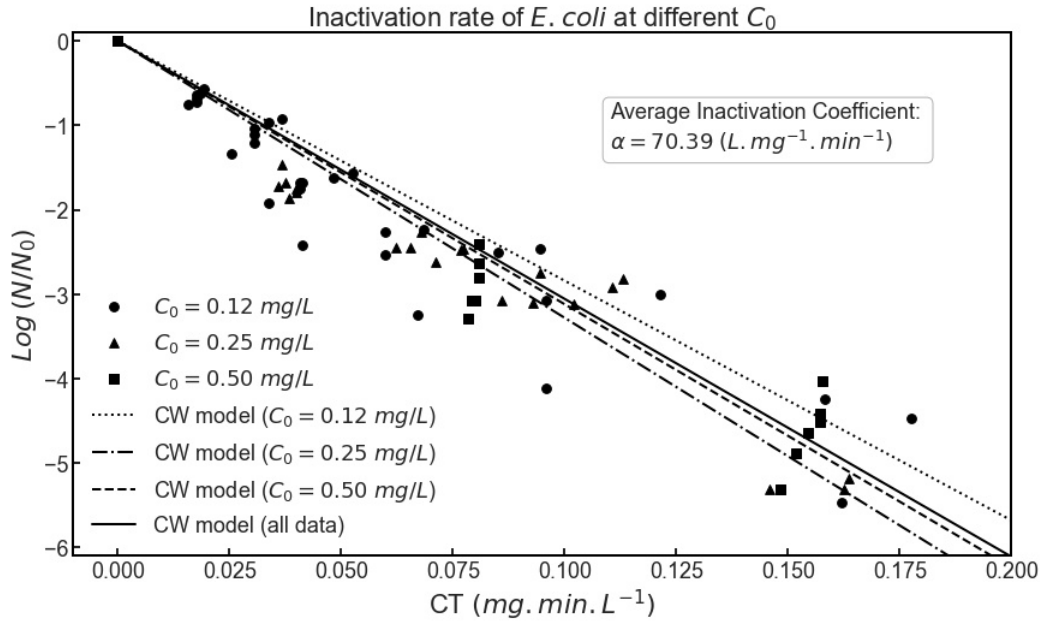 Inactivation rate of E. coli at different C₀
Log (N/N₀)
0
−1
−2
−3
−4
−5
−6
Average Inactivation Coefficient:
α = 70.39 (L.mg⁻¹.min⁻¹)
C₀ = 0.12 mg/L
C₀ = 0.25 mg/L
C₀ = 0.50 mg/L
CW model (C₀ = 0.12 mg/L)
CW model (C₀ = 0.25 mg/L)
CW model (C₀ = 0.50 mg/L)
CW model (all data)
0.000 0.025 0.050 0.075 0.100 0.125 0.150 0.175 0.200
CT (mg.min.L⁻¹)